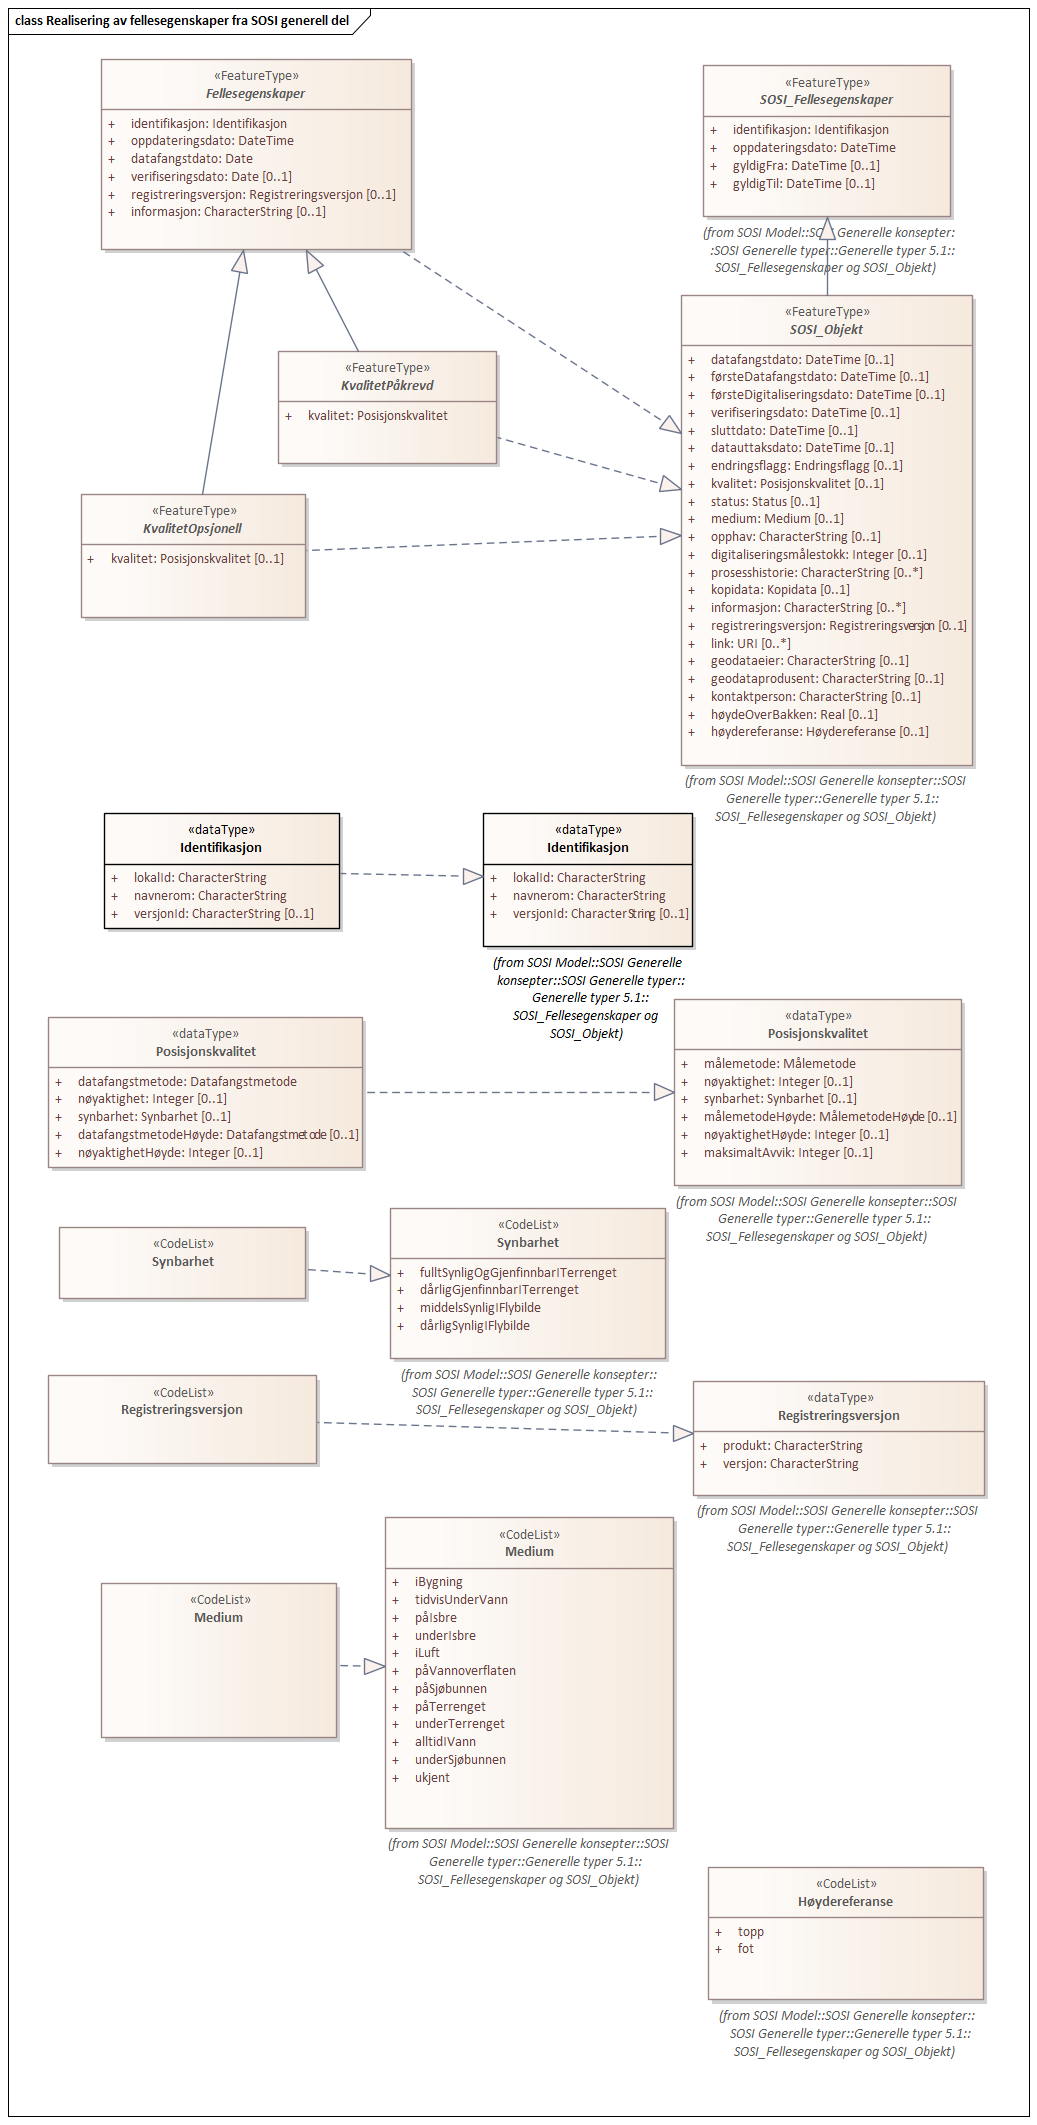 class Realisering av fellesegenskaper fra SOSI generell del
«FeatureType»
Fellesegenskaper
+ identifikasjon: Identifikasjon
+ oppdateringsdato: DateTime
+ datafangstdato: Date
+ verifiseringsdato: Date [0..1]
+ registreringsversjon: Registreringsversjon [0..1]
+ informasjon: CharacterString [0..1]
«FeatureType»
SOSI_Fellesegenskaper
+ identifikasjon: Identifikasjon
+ oppdateringsdato: DateTime
+ gyldigFra: DateTime [0..1]
+ gyldigTil: DateTime [0..1]
(from SOSI Model::SOSI Generelle konsepter:
:SOSI Generelle typer::Generelle typer 5.1::
SOSI_Fellesegenskaper og SOSI_Objekt)
«FeatureType»
SOSI_Objekt
+ datafangstdato: DateTime [0..1]
+ førsteDatafangstdato: DateTime [0..1]
+ førsteDigitaliseringsdato: DateTime [0..1]
+ verifiseringsdato: DateTime [0..1]
+ sluttdato: DateTime [0..1]
+ datauttaksdato: DateTime [0..1]
+ endringsflagg: Endringsflagg [0..1]
+ kvalitet: Posisjonskvalitet [0..1]
+ status: Status [0..1]
+ medium: Medium [0..1]
+ opphav: CharacterString [0..1]
+ digitaliseringsmålestokk: Integer [0..1]
+ prosesshistorie: CharacterString [0..*]
+ kopidata: Kopidata [0..1]
+ informasjon: CharacterString [0..*]
+ registreringsversjon: Registreringsversjon [0..1]
+ link: URI [0..*]
+ geodataeier: CharacterString [0..1]
+ geodataprodusent: CharacterString [0..1]
+ kontaktperson: CharacterString [0..1]
+ høydeOverBakken: Real [0..1]
+ høydereferanse: Høydereferanse [0..1]
(from SOSI Model::SOSI Generelle konsepter::SOSI
Generelle typer::Generelle typer 5.1::
SOSI_Fellesegenskaper og SOSI_Objekt)
«FeatureType»
KvalitetPåkrevd
+ kvalitet: Posisjonskvalitet
«FeatureType»
KvalitetOpsjonell
+ kvalitet: Posisjonskvalitet [0..1]
«dataType»
Identifikasjon
+ lokalId: CharacterString
+ navnerom: CharacterString
+ versjonId: CharacterString [0..1]
«dataType»
Identifikasjon
+ lokalId: CharacterString
+ navnerom: CharacterString
+ versjonId: CharacterString [0..1]
(from SOSI Model::SOSI Generelle
konsepter::SOSI Generelle typer::
Generelle typer 5.1::
SOSI_Fellesegenskaper og
SOSI_Objekt)
«dataType»
Posisjonskvalitet
+ datafangstmetode: Datafangstmetode
+ nøyaktighet: Integer [0..1]
+ synbarhet: Synbarhet [0..1]
+ datafangstmetodeHøyde: Datafangstmetode [0..1]
+ nøyaktighetHøyde: Integer [0..1]
«dataType»
Posisjonskvalitet
+ målemetode: Målemetode
+ nøyaktighet: Integer [0..1]
+ synbarhet: Synbarhet [0..1]
+ målemetodeHøyde: MålemetodeHøyde [0..1]
+ nøyaktighetHøyde: Integer [0..1]
+ maksimaltAvvik: Integer [0..1]
(from SOSI Model::SOSI Generelle konsepter::SOSI
Generelle typer::Generelle typer 5.1::
SOSI_Fellesegenskaper og SOSI_Objekt)
«CodeList»
Synbarhet
«CodeList»
Synbarhet
+ fulltSynligOgGjenfinnbarITerrenget
+ dårligGjenfinnbarITerrenget
+ middelsSynligIFlybilde
+ dårligSynligIFlybilde
(from SOSI Model::SOSI Generelle konsepter::
SOSI Generelle typer::Generelle typer 5.1::
SOSI_Fellesegenskaper og SOSI_Objekt)
«CodeList»
Registreringsversjon
«dataType»
Registreringsversjon
+ produkt: CharacterString
+ versjon: CharacterString
(from SOSI Model::SOSI Generelle konsepter::SOSI
Generelle typer::Generelle typer 5.1::
SOSI_Fellesegenskaper og SOSI_Objekt)
«CodeList»
Medium
«CodeList»
Medium
+ iBygning
+ tidvisUnderVann
+ påIsbre
+ underIsbre
+ iLuft
+ påVannoverflaten
+ påSjøbunnen
+ påTerrenget
+ underTerrenget
+ alltidIVann
+ underSjøbunnen
+ ukjent
(from SOSI Model::SOSI Generelle konsepter::SOSI
Generelle typer::Generelle typer 5.1::
SOSI_Fellesegenskaper og SOSI_Objekt)
«CodeList»
Høydereferanse
+ topp
+ fot
(from SOSI Model::SOSI Generelle konsepter::
SOSI Generelle typer::Generelle typer 5.1::
SOSI_Fellesegenskaper og SOSI_Objekt)